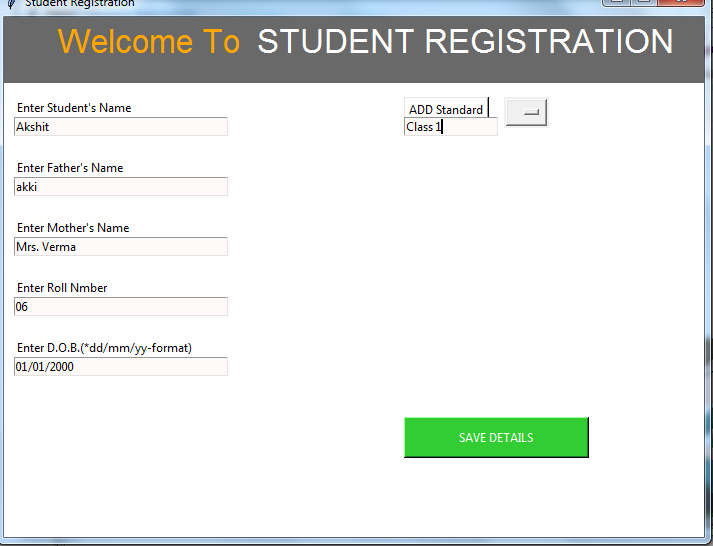 Student Registration
Welcome To STUDENT REGISTRATION
Enter Student's Name
Akshit
ADD Standard
Class 1
Enter Father's Name
akki
Enter Mother's Name
Mrs. Verma
Enter Roll Nmber
06
Enter D.O.B.(*dd/mm/yy-format)
01/01/2000
SAVE DETAILS